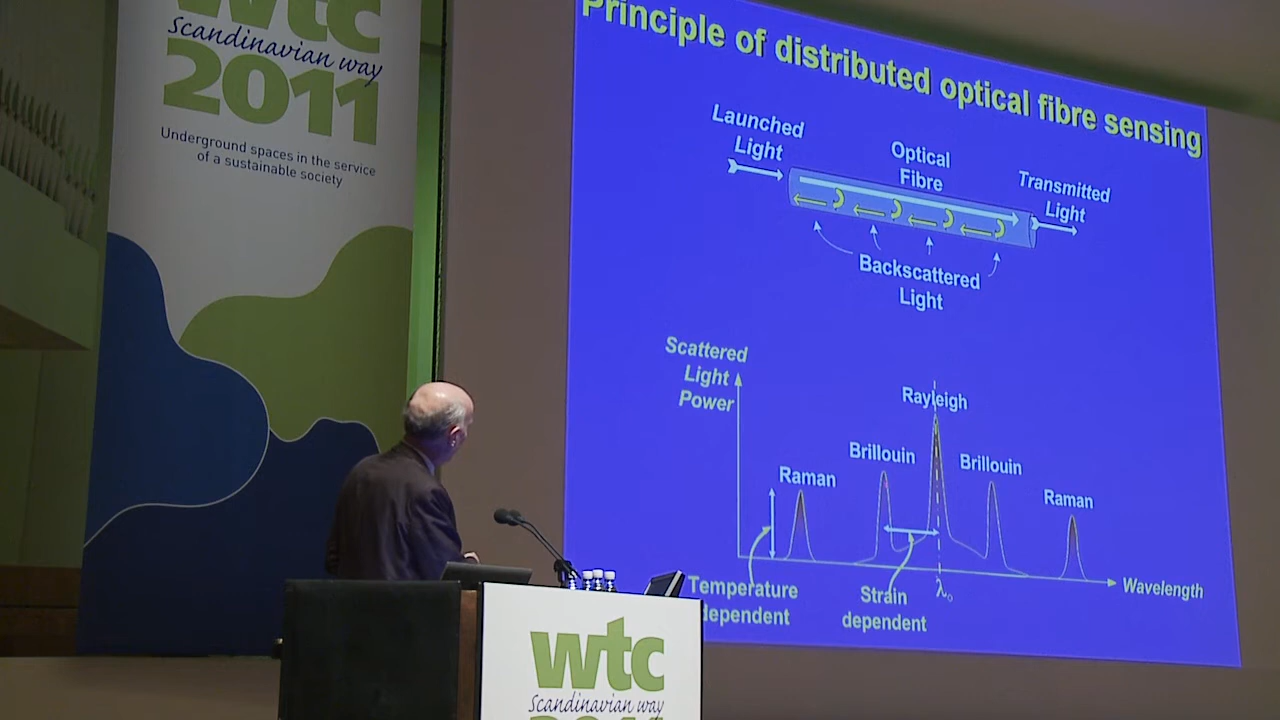 wtc
Scandinavian way
2011
Underground spaces in the service
of a sustainable society
Principle of distributed optical fibre sensing
Launched
Light
Optical
Fibre
Transmitted
Light
Backscattered
Light
Scattered
Light
Power
Rayleigh
Brillouin
Brillouin
Raman
Raman
Temperature
dependent
Strain
dependent
λo
Wavelength
wtc
Scandinavian way
2011